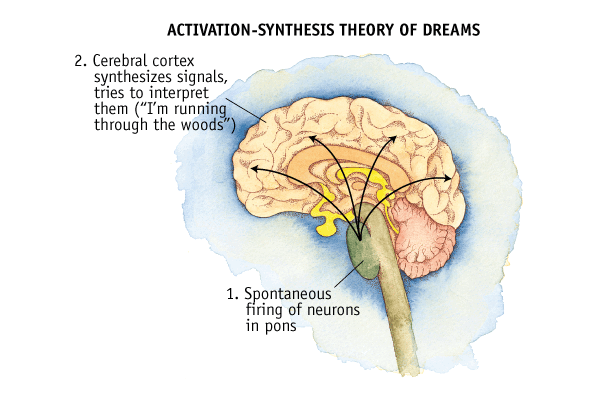 ACTIVATION-SYNTHESIS THEORY OF DREAMS
2. Cerebral cortex
synthesizes signals,
tries to interpret
them (“I’m running
through the woods”)
1. Spontaneous
firing of neurons
in pons